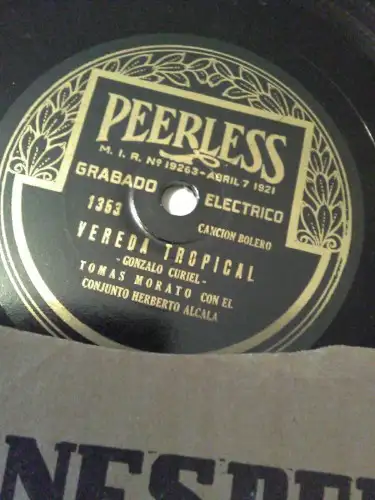 PEERLESS
M. I. R. Nº 19263-ABRIL 7 1921
GRABADO ELECTRICO
1353
CANCION BOLERO
VEREDA TROPICAL
-GONZALO CURIEL-
TOMAS MORATO CON EL
CONJUNTO HERBERTO ALCALA